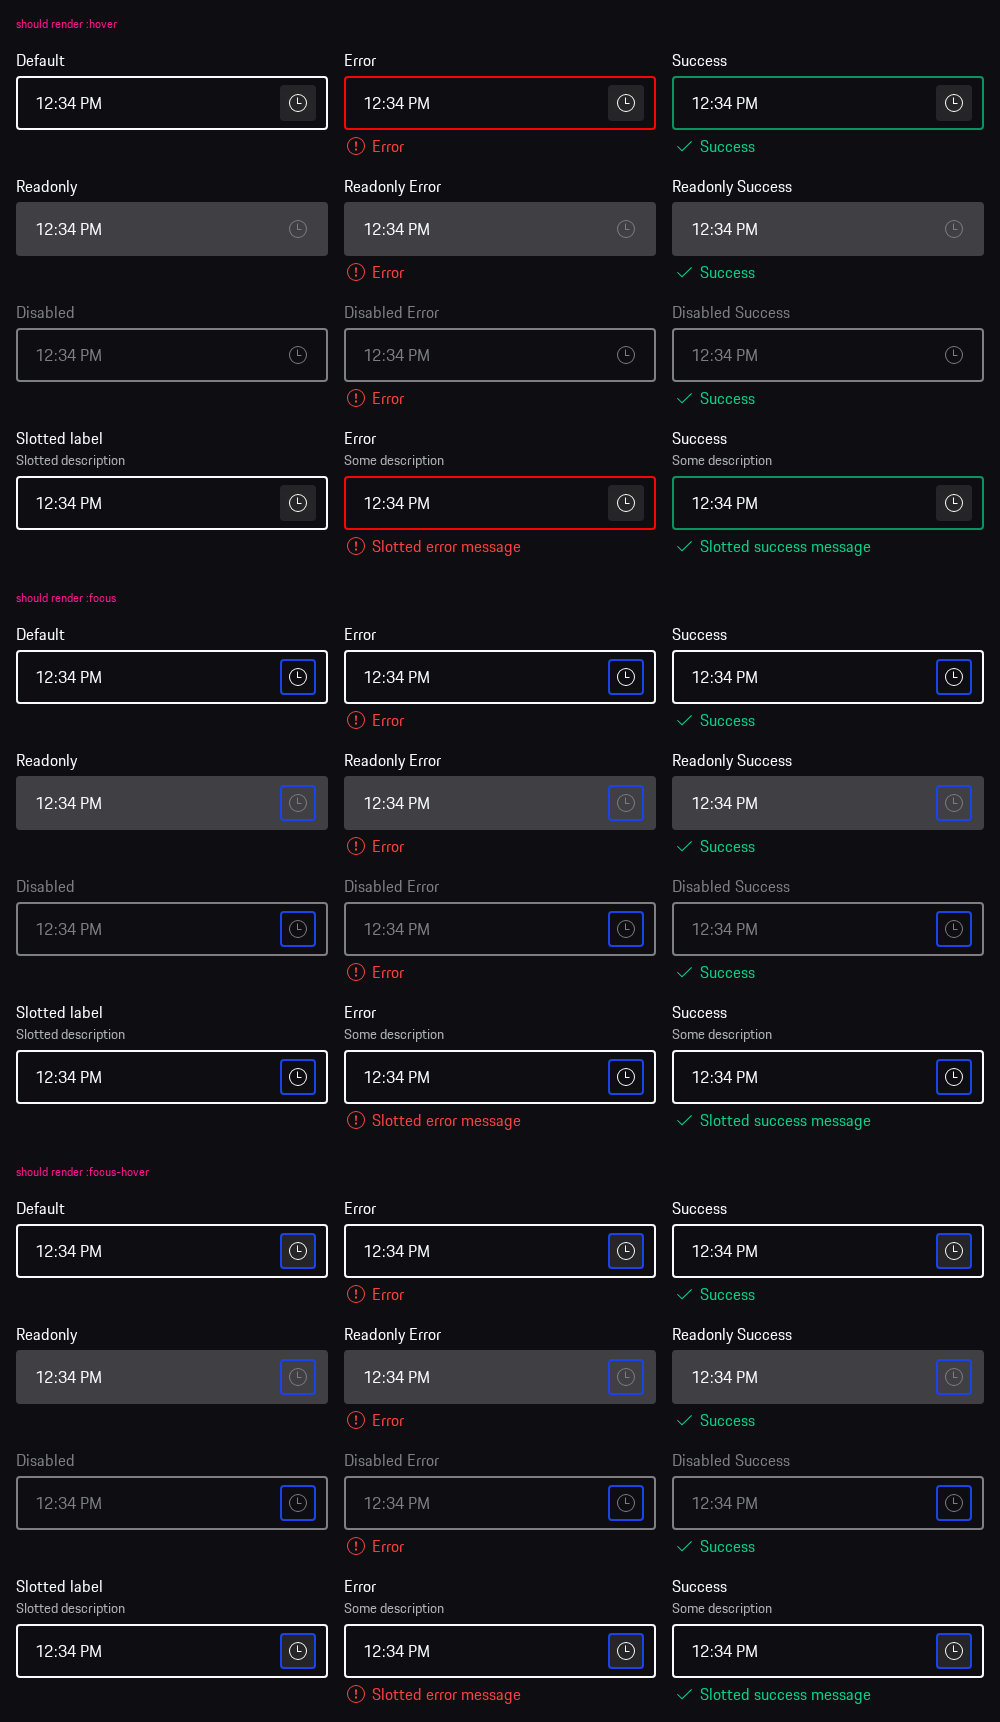 should render :hover
Default Error Success
12:34 PM 12:34 PM 12:34 PM
Error Success
Readonly Readonly Error Readonly Success
12:34 PM 12:34 PM 12:34 PM
Error Success
Disabled Disabled Error Disabled Success
12:34 PM 12:34 PM 12:34 PM
Error Success
Slotted label Error Success
Slotted description Some description Some description
12:34 PM 12:34 PM 12:34 PM
Slotted error message Slotted success message
should render :focus
Default Error Success
12:34 PM 12:34 PM 12:34 PM
Error Success
Readonly Readonly Error Readonly Success
12:34 PM 12:34 PM 12:34 PM
Error Success
Disabled Disabled Error Disabled Success
12:34 PM 12:34 PM 12:34 PM
Error Success
Slotted label Error Success
Slotted description Some description Some description
12:34 PM 12:34 PM 12:34 PM
Slotted error message Slotted success message
should render :focus-hover
Default Error Success
12:34 PM 12:34 PM 12:34 PM
Error Success
Readonly Readonly Error Readonly Success
12:34 PM 12:34 PM 12:34 PM
Error Success
Disabled Disabled Error Disabled Success
12:34 PM 12:34 PM 12:34 PM
Error Success
Slotted label Error Success
Slotted description Some description Some description
12:34 PM 12:34 PM 12:34 PM
Slotted error message Slotted success message